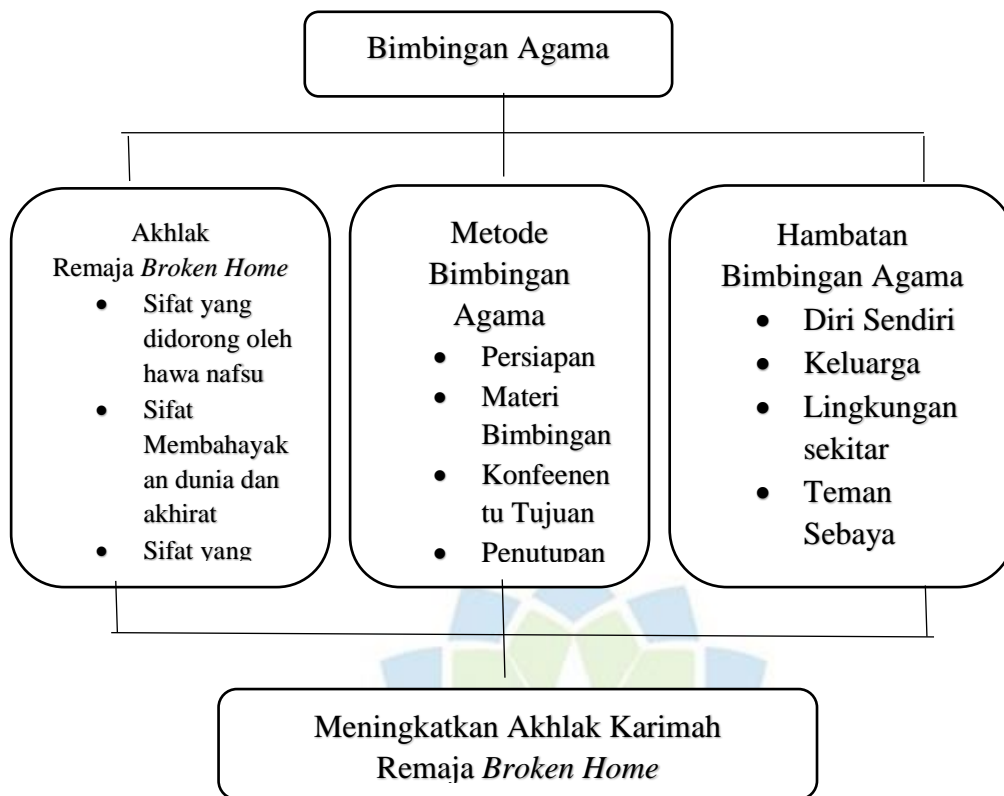 Bimbingan Agama
Akhlak
Remaja Broken Home
• Sifat yang
didorong oleh
hawa nafsu
• Sifat
Membahayak
an dunia dan
akhirat
• Sifat yang
Metode
Bimbingan
Agama
• Persiapan
• Materi
Bimbingan
• Konfeenen
tu Tujuan
• Penutupan
Hambatan
Bimbingan Agama
• Diri Sendiri
• Keluarga
• Lingkungan
sekitar
• Teman
Sebaya
Meningkatkan Akhlak Karimah
Remaja Broken Home